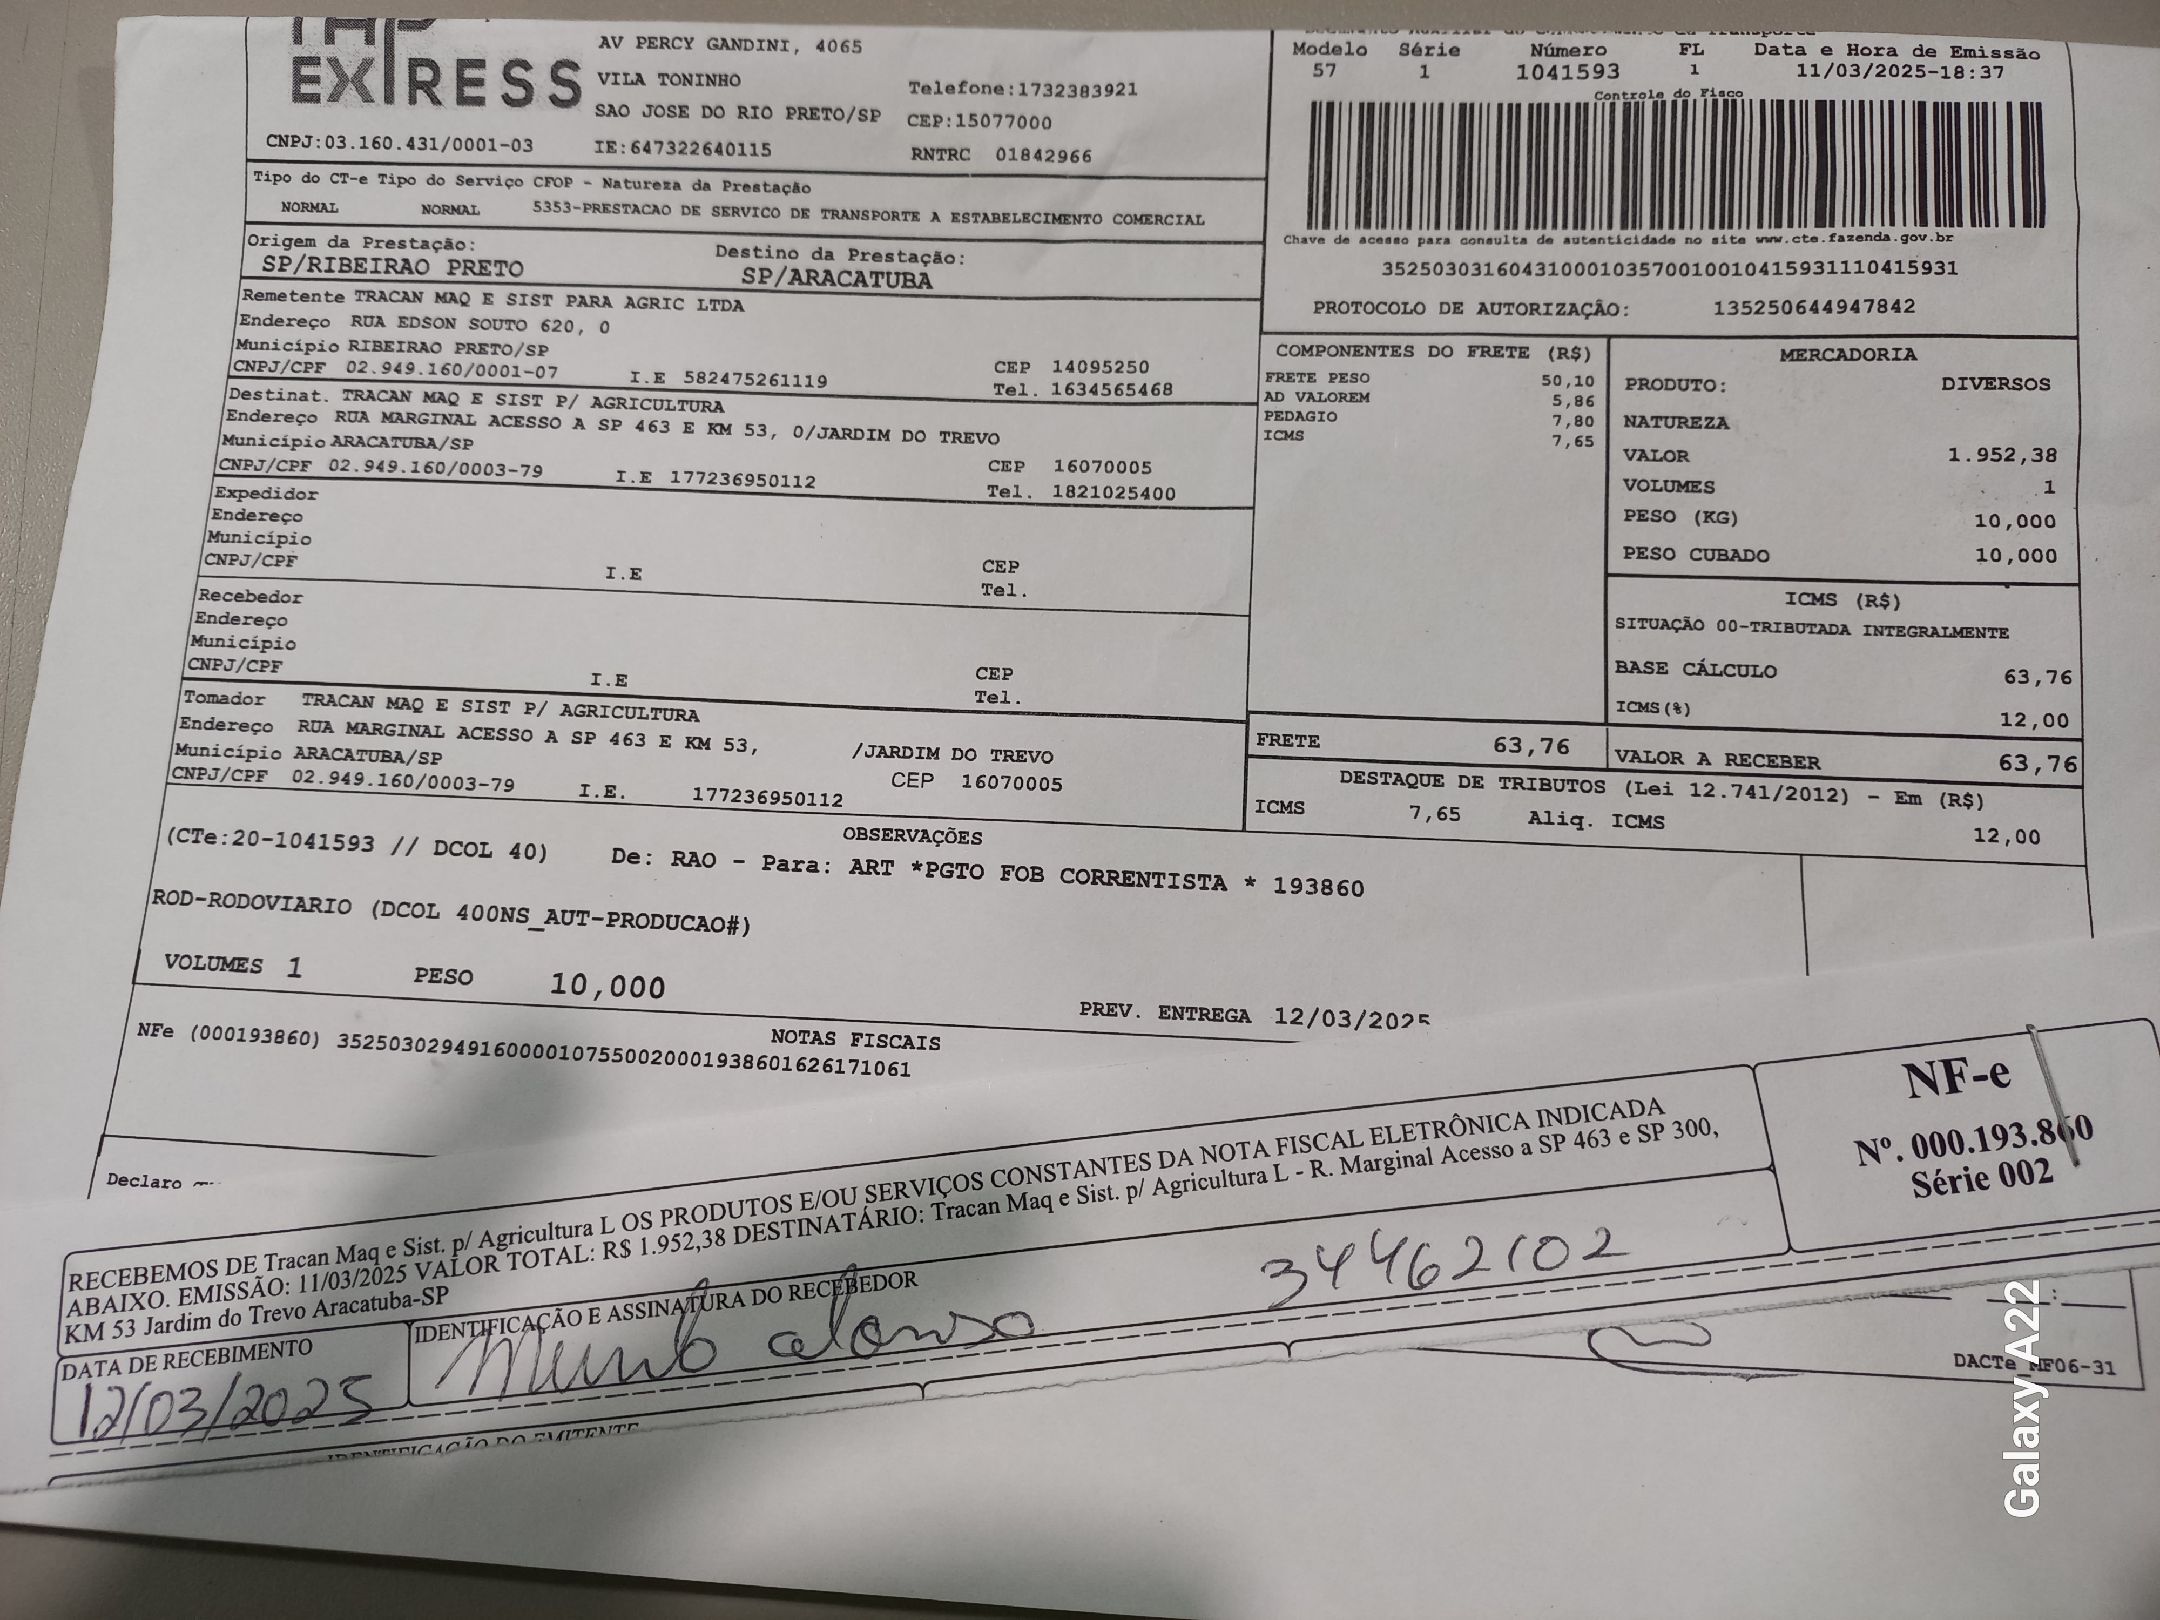 EXPRESS
AV PERCY GANDINI, 4065
VILA TONINHO
Telefone:1732383921
SAO JOSE DO RIO PRETO/SP
CEP:15077000
CNPJ:03.160.431/0001-03
IE:647322640115
RNTRC 01842966
Modelo Série Número FL Data e Hora de Emissão
57 1 1041593 1 11/03/2025-18:37
Controle do Fisco
Chave de acesso para consulta de autenticidade no site www.cte.fazenda.gov.br
35250303160431000103570010010415931110415931
PROTOCOLO DE AUTORIZAÇÃO: 135250644947842
Tipo do CT-e Tipo do Serviço CFOP - Natureza da Prestação
NORMAL NORMAL 5353-PRESTACAO DE SERVICO DE TRANSPORTE A ESTABELECIMENTO COMERCIAL
Origem da Prestação: Destino da Prestação:
SP/RIBEIRAO PRETO SP/ARACATUBA
Remetente TRACAN MAQ E SIST PARA AGRIC LTDA
Endereço RUA EDSON SOUTO 620, 0
Município RIBEIRAO PRETO/SP CEP 14095250
CNPJ/CPF 02.949.160/0001-07 I.E 582475261119 Tel. 1634565468
Destinat. TRACAN MAQ E SIST P/ AGRICULTURA
Endereço RUA MARGINAL ACESSO A SP 463 E KM 53, 0/JARDIM DO TREVO
Município ARACATUBA/SP CEP 16070005
CNPJ/CPF 02.949.160/0003-79 I.E 177236950112 Tel. 1821025400
Expedidor
Endereço
Município CEP
CNPJ/CPF I.E Tel.
Recebedor
Endereço
Município CEP
CNPJ/CPF I.E Tel.
Tomador TRACAN MAQ E SIST P/ AGRICULTURA
Endereço RUA MARGINAL ACESSO A SP 463 E KM 53, /JARDIM DO TREVO
Município ARACATUBA/SP CEP 16070005
CNPJ/CPF 02.949.160/0003-79 I.E. 177236950112
COMPONENTES DO FRETE (R$)
FRETE PESO 50,10
AD VALOREM 5,86
PEDAGIO 7,80
ICMS 7,65
MERCADORIA
PRODUTO: DIVERSOS
NATUREZA
VALOR 1.952,38
VOLUMES 1
PESO (KG) 10,000
PESO CUBADO 10,000
ICMS (R$)
SITUAÇÃO 00-TRIBUTADA INTEGRALMENTE
BASE CÁLCULO 63,76
ICMS(%) 12,00
FRETE 63,76 VALOR A RECEBER 63,76
DESTAQUE DE TRIBUTOS (Lei 12.741/2012) - Em (R$)
ICMS 7,65 Aliq. ICMS 12,00
OBSERVAÇÕES
(CTe:20-1041593 // DCOL 40) De: RAO - Para: ART *PGTO FOB CORRENTISTA * 193860
ROD-RODOVIARIO (DCOL 400NS_AUT-PRODUCAO#)
VOLUMES 1 PESO 10,000 PREV. ENTREGA 12/03/2025
NOTAS FISCAIS
NFe (000193860) 35250302949160000107550020001938601626171061
Declaro
RECEBEMOS DE Tracan Maq e Sist. p/ Agricultura L OS PRODUTOS E/OU SERVIÇOS CONSTANTES DA NOTA FISCAL ELETRÔNICA INDICADA
ABAIXO. EMISSÃO: 11/03/2025 VALOR TOTAL: R$ 1.952,38 DESTINATÁRIO: Tracan Maq e Sist. p/ Agricultura L - R. Marginal Acesso a SP 463 e SP 300,
KM 53 Jardim do Trevo Aracatuba-SP
NF-e
Nº. 000.193.860
Série 002
DATA DE RECEBIMENTO
12/03/2025
IDENTIFICAÇÃO E ASSINATURA DO RECEBEDOR
34462102
IDENTIFICAÇÃO DO EMITENTE
DACTe_MF06-31
Galaxy A22